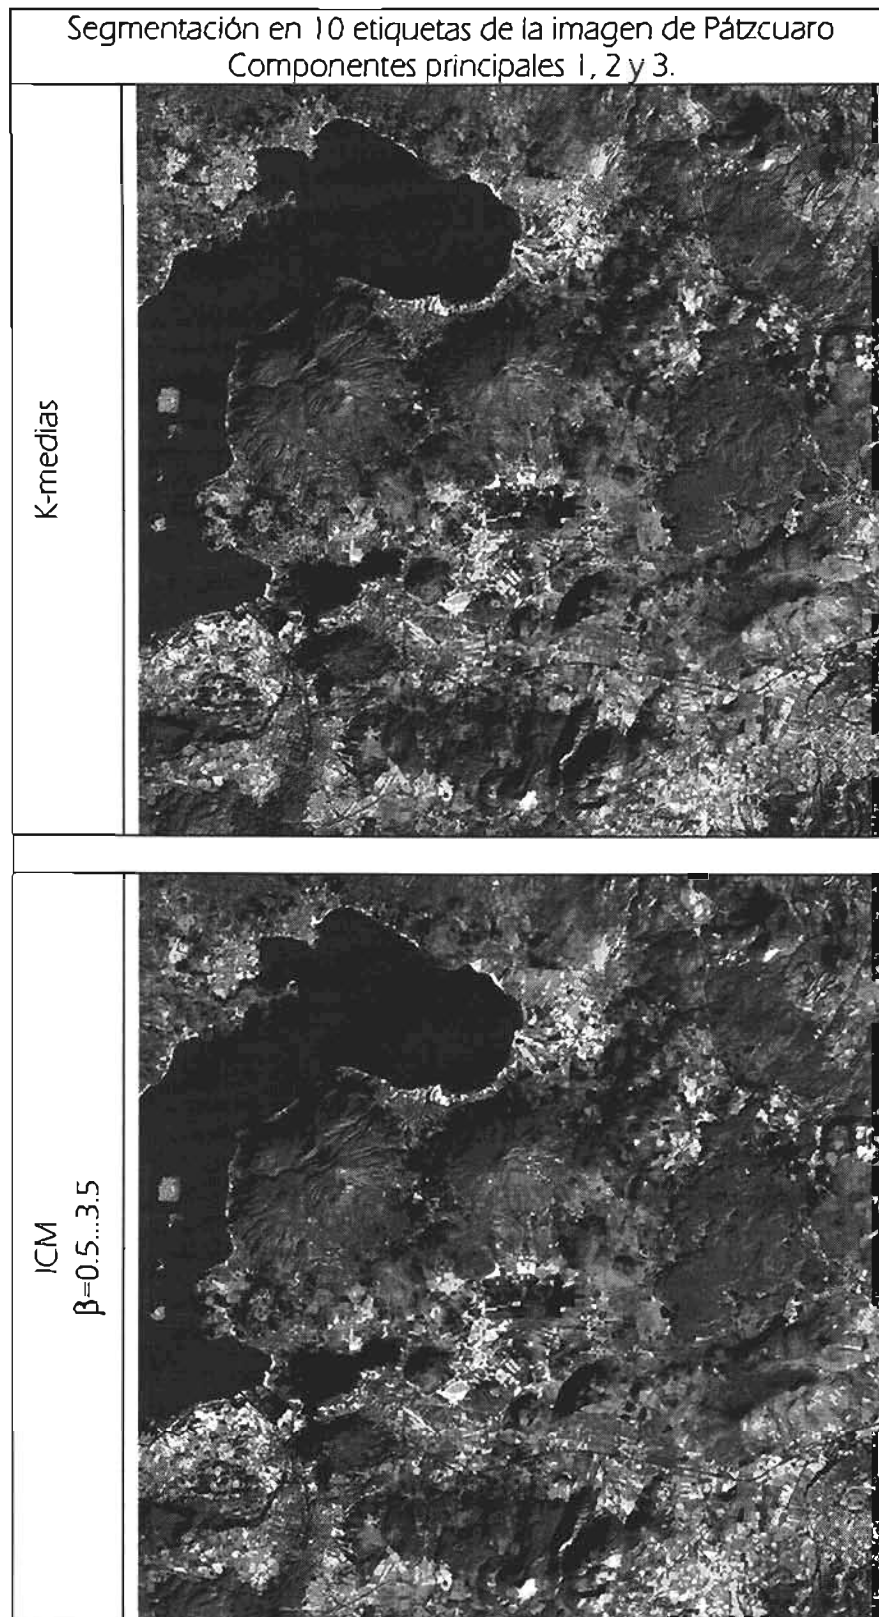 Segmentación en 10 etiquetas de la imagen de Pátzcuaro
Componentes principales 1, 2 y 3.
K-medias
ICM
β=0.5...3.5